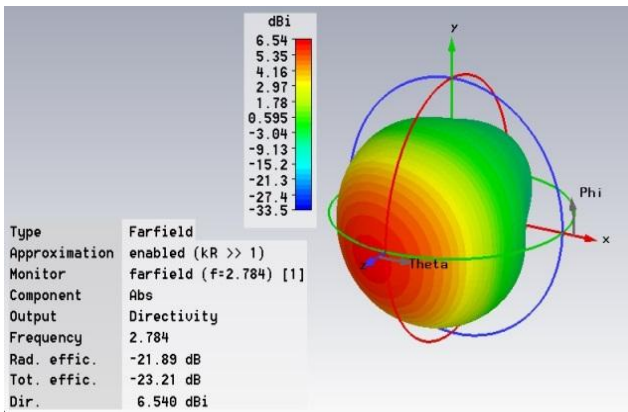 dBi
6.54
5.35
4.16
2.97
1.78
0.595
-3.04
-9.13
-15.2
-21.3
-27.4
-33.5
y
Phi
x
z
Theta
Type Farfield
Approximation enabled (kR >> 1)
Monitor farfield (f=2.784) [1]
Component Abs
Output Directivity
Frequency 2.784
Rad. effic. -21.89 dB
Tot. effic. -23.21 dB
Dir. 6.540 dBi